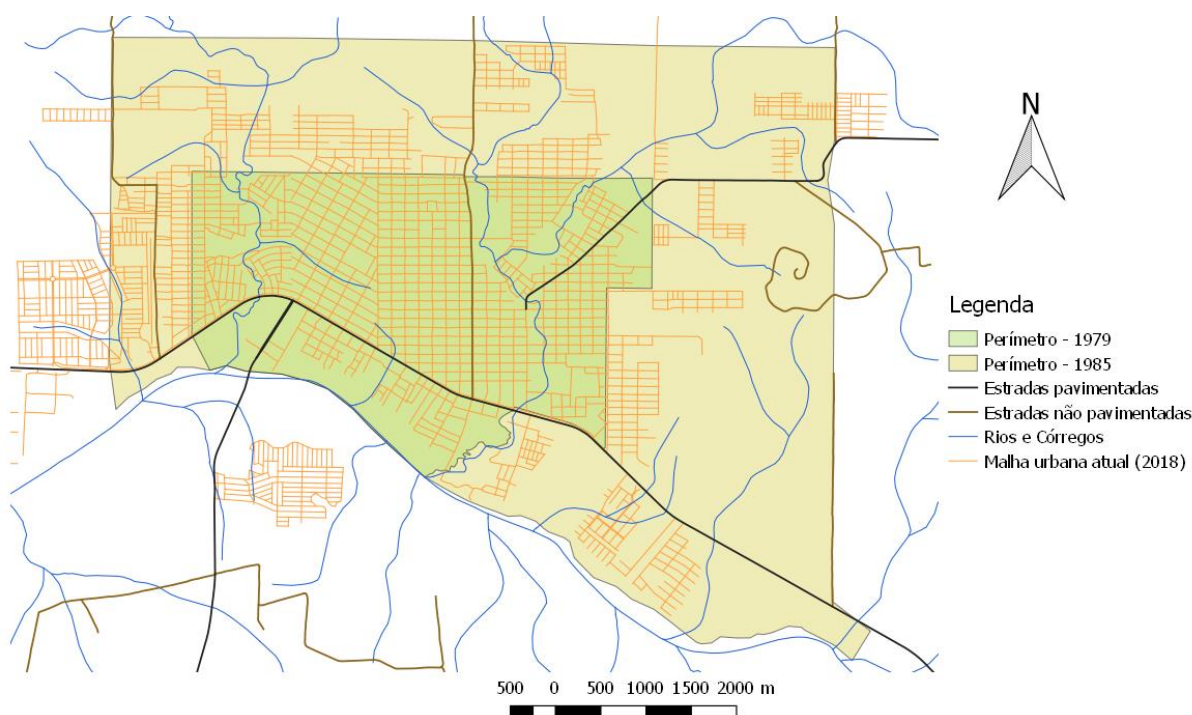 N
Legenda
Perímetro - 1979
Perímetro - 1985
Estradas pavimentadas
Estradas não pavimentadas
Rios e Córregos
Malha urbana atual (2018)
500 0 500 1000 1500 2000 m